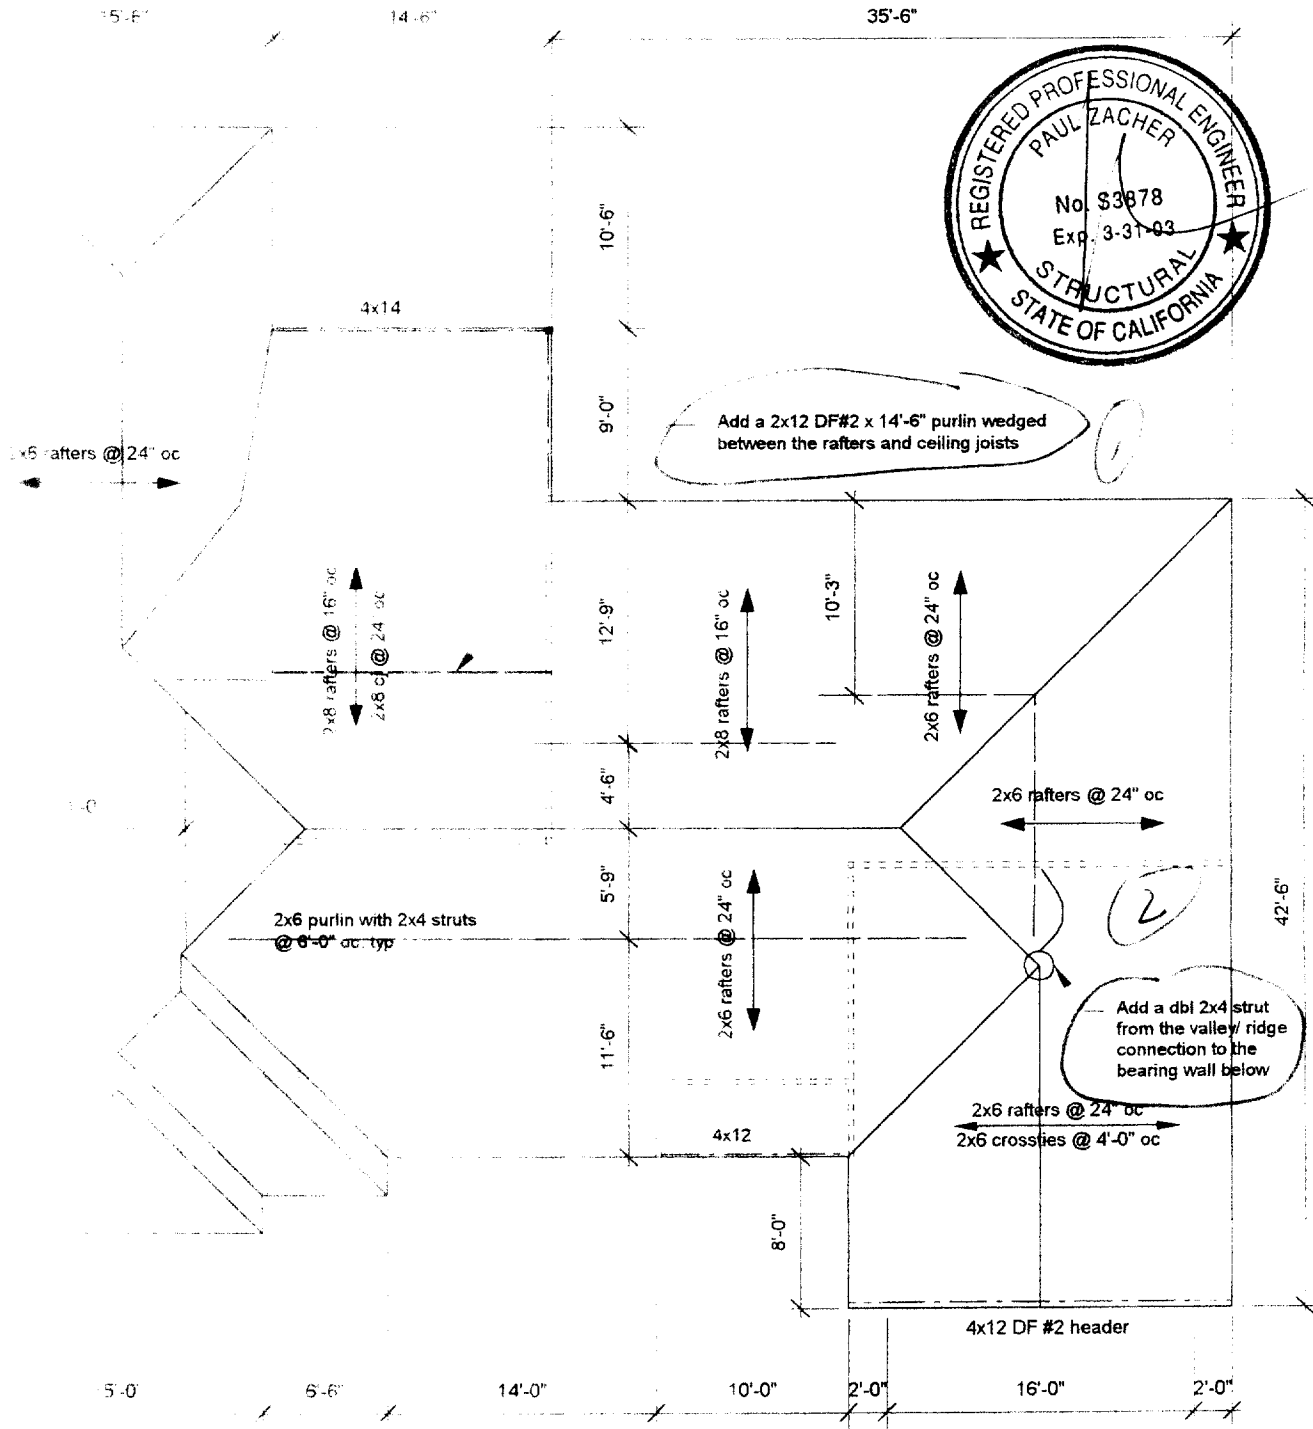 14'-6"
35'-6"
REGISTERED PROFESSIONAL ENGINEER
PAUL ZACHER
No. S3878
Exp. 3-31-03
STRUCTURAL
STATE OF CALIFORNIA
10'-6"
4x14
9'-0"
Add a 2x12 DF#2 x 14'-6" purlin wedged
between the rafters and ceiling joists
1
rafters @ 24" oc
2x8 rafters @ 16" oc
2x8 cj @ 24" oc
12'-9"
2x8 rafters @ 16" oc
10'-3"
2x6 rafters @ 24" oc
4'-6"
2x6 rafters @ 24" oc
5'-9"
2x6 rafters @ 24" oc
2
42'-6"
2x6 purlin with 2x4 struts
@ 6'-0" oc. typ
Add a dbl 2x4 strut
from the valley/ ridge
connection to the
bearing wall below
11'-6"
2x6 rafters @ 24" oc
2x6 crossties @ 4'-0" oc
4x12
8'-0"
4x12 DF #2 header
6'-6"
14'-0"
10'-0"
2'-0"
16'-0"
2'-0"